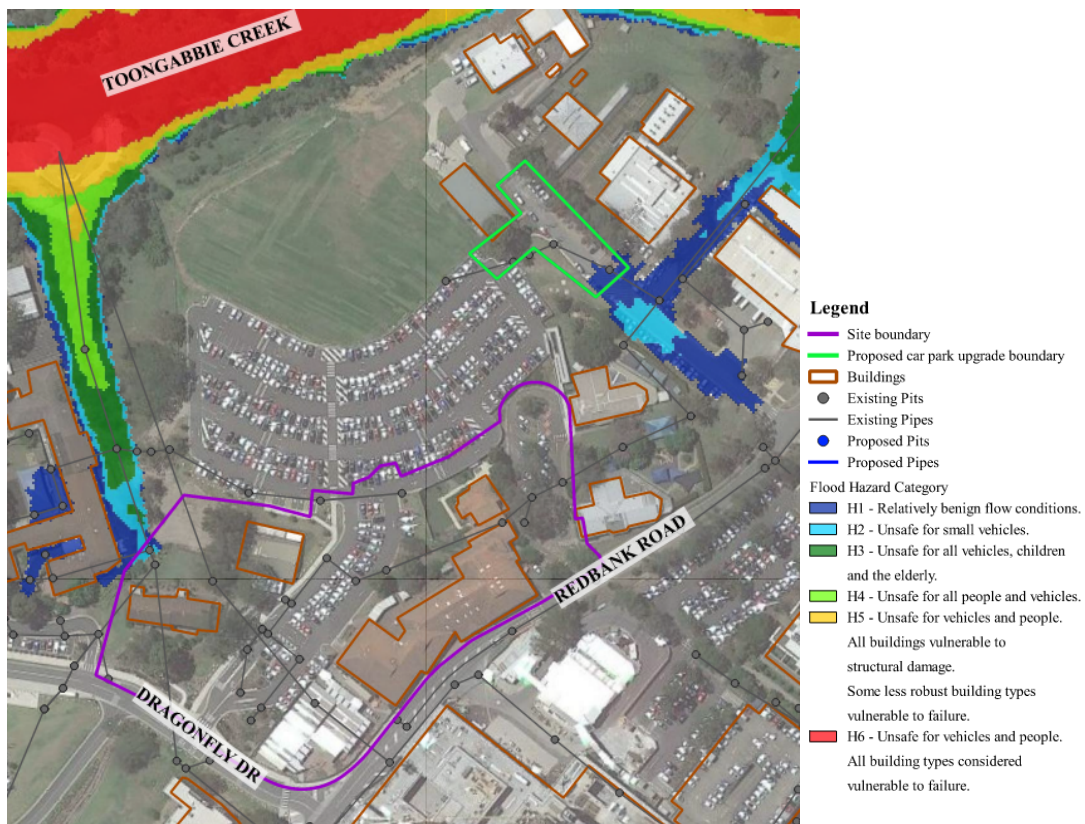 TOONGABBIE CREEK
REDBANK ROAD
DRAGONFLY DR
Legend
Site boundary
Proposed car park upgrade boundary
Buildings
Existing Pits
Existing Pipes
Proposed Pits
Proposed Pipes
Flood Hazard Category
H1 - Relatively benign flow conditions.
H2 - Unsafe for small vehicles.
H3 - Unsafe for all vehicles, children
and the elderly.
H4 - Unsafe for all people and vehicles.
H5 - Unsafe for vehicles and people.
All buildings vulnerable to
structural damage.
Some less robust building types
vulnerable to failure.
H6 - Unsafe for vehicles and people.
All building types considered
vulnerable to failure.